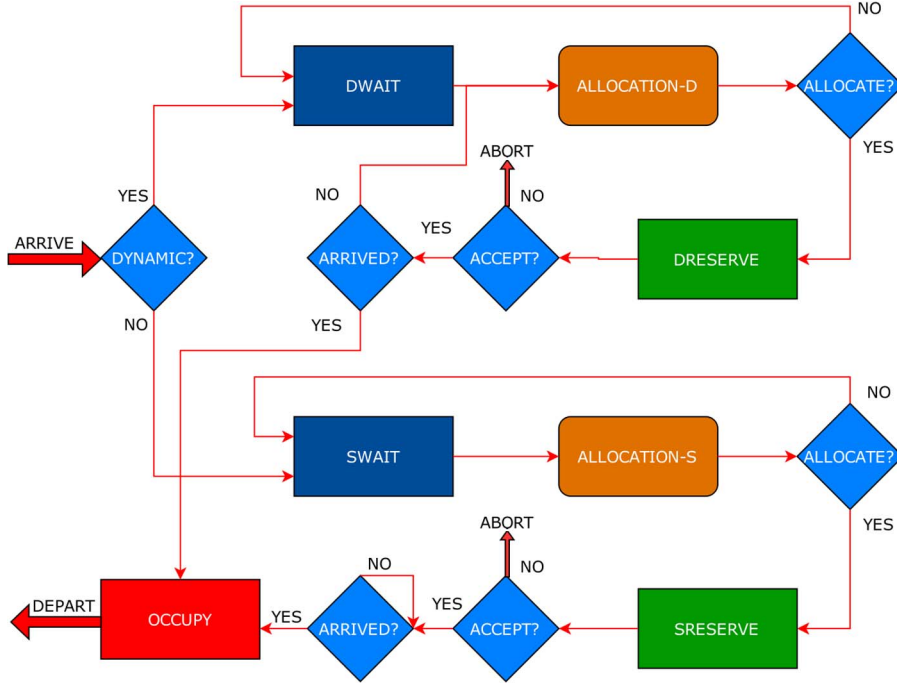 NO
DWAIT
ALLOCATION-D
ALLOCATE?
YES
ABORT
YES
NO
NO
YES
ARRIVE
DYNAMIC?
ARRIVED?
ACCEPT?
DRESERVE
NO
YES
NO
SWAIT
ALLOCATION-S
ALLOCATE?
YES
ABORT
NO
NO
DEPART
OCCUPY
YES
ARRIVED?
YES
ACCEPT?
SRESERVE